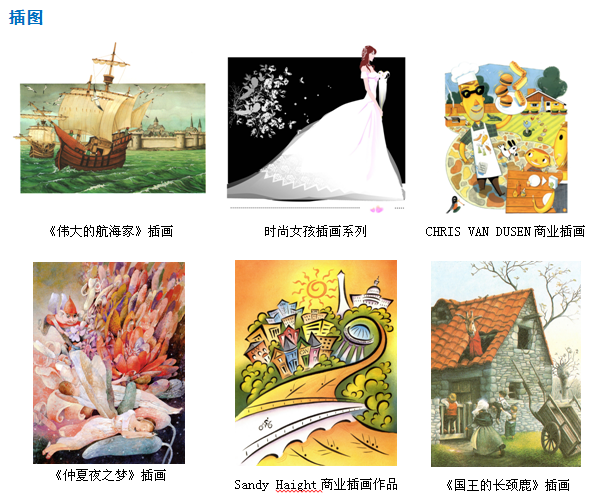 插图
《伟大的航海家》插画
时尚女孩插画系列
CHRIS VAN DUSEN商业插画
《仲夏夜之梦》插画
Sandy Haight商业插画作品
《国王的长颈鹿》插画